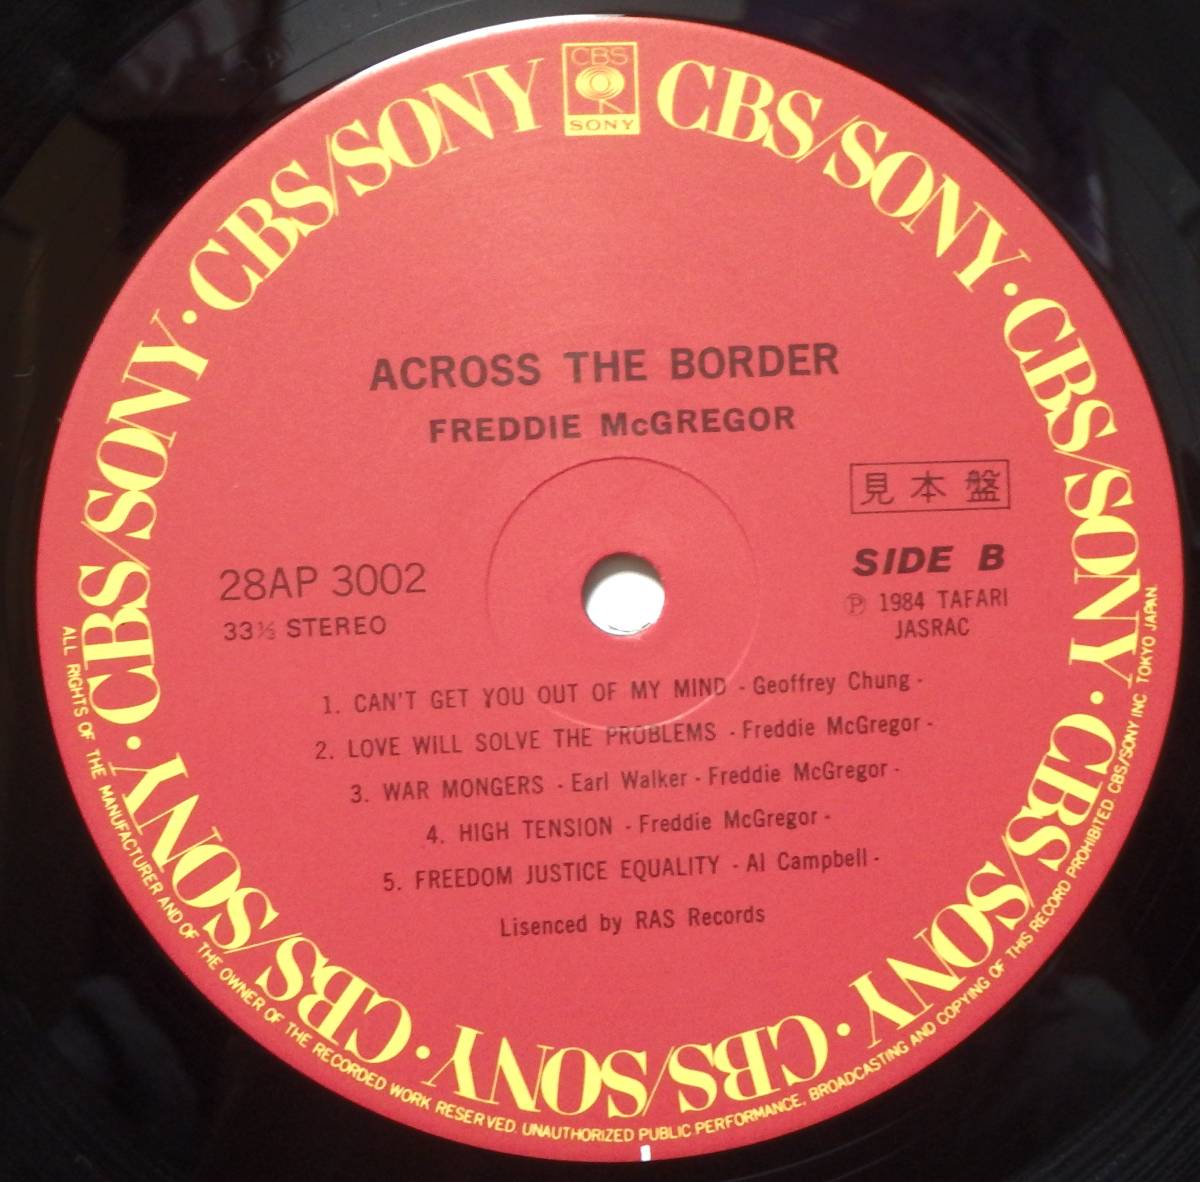 CBS
SONY
CBS/SONY · CBS/SONY · CBS/SONY · CBS/SONY · CBS/SONY · CBS/SONY · CBS/SONY
ACROSS THE BORDER
FREDDIE McGREGOR
見本盤
28AP 3002
33⅓ STEREO
SIDE B
Ⓟ 1984 TAFARI
JASRAC
1. CAN'T GET YOU OUT OF MY MIND - Geoffrey Chung -
2. LOVE WILL SOLVE THE PROBLEMS - Freddie McGregor -
3. WAR MONGERS - Earl Walker - Freddie McGregor -
4. HIGH TENSION - Freddie McGregor -
5. FREEDOM JUSTICE EQUALITY - Al Campbell -
Lisenced by RAS Records
ALL RIGHTS OF THE MANUFACTURER AND OF THE OWNER OF THE RECORDED WORK RESERVED. UNAUTHORIZED PUBLIC PERFORMANCE, BROADCASTING AND COPYING OF THIS RECORD PROHIBITED CBS/SONY INC. TOKYO JAPAN.